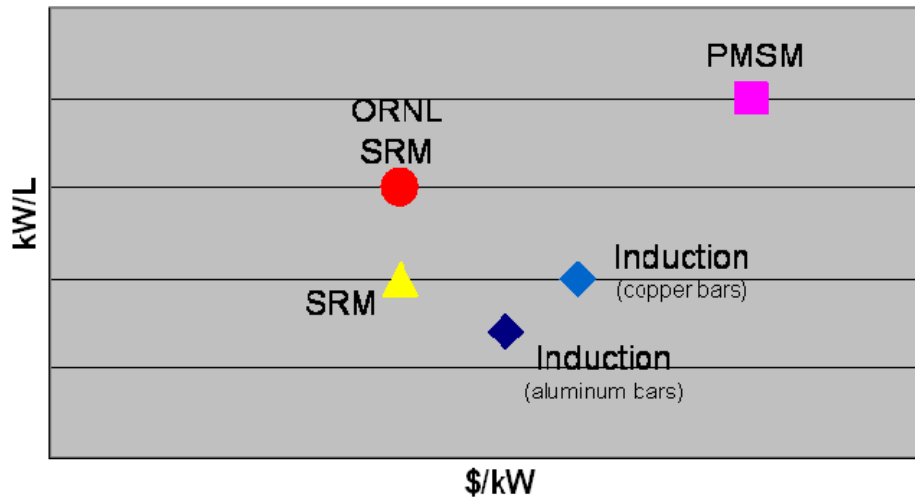 PMSM
ORNL
SRM
kW/L
Induction
(copper bars)
SRM
Induction
(aluminum bars)
$/kW